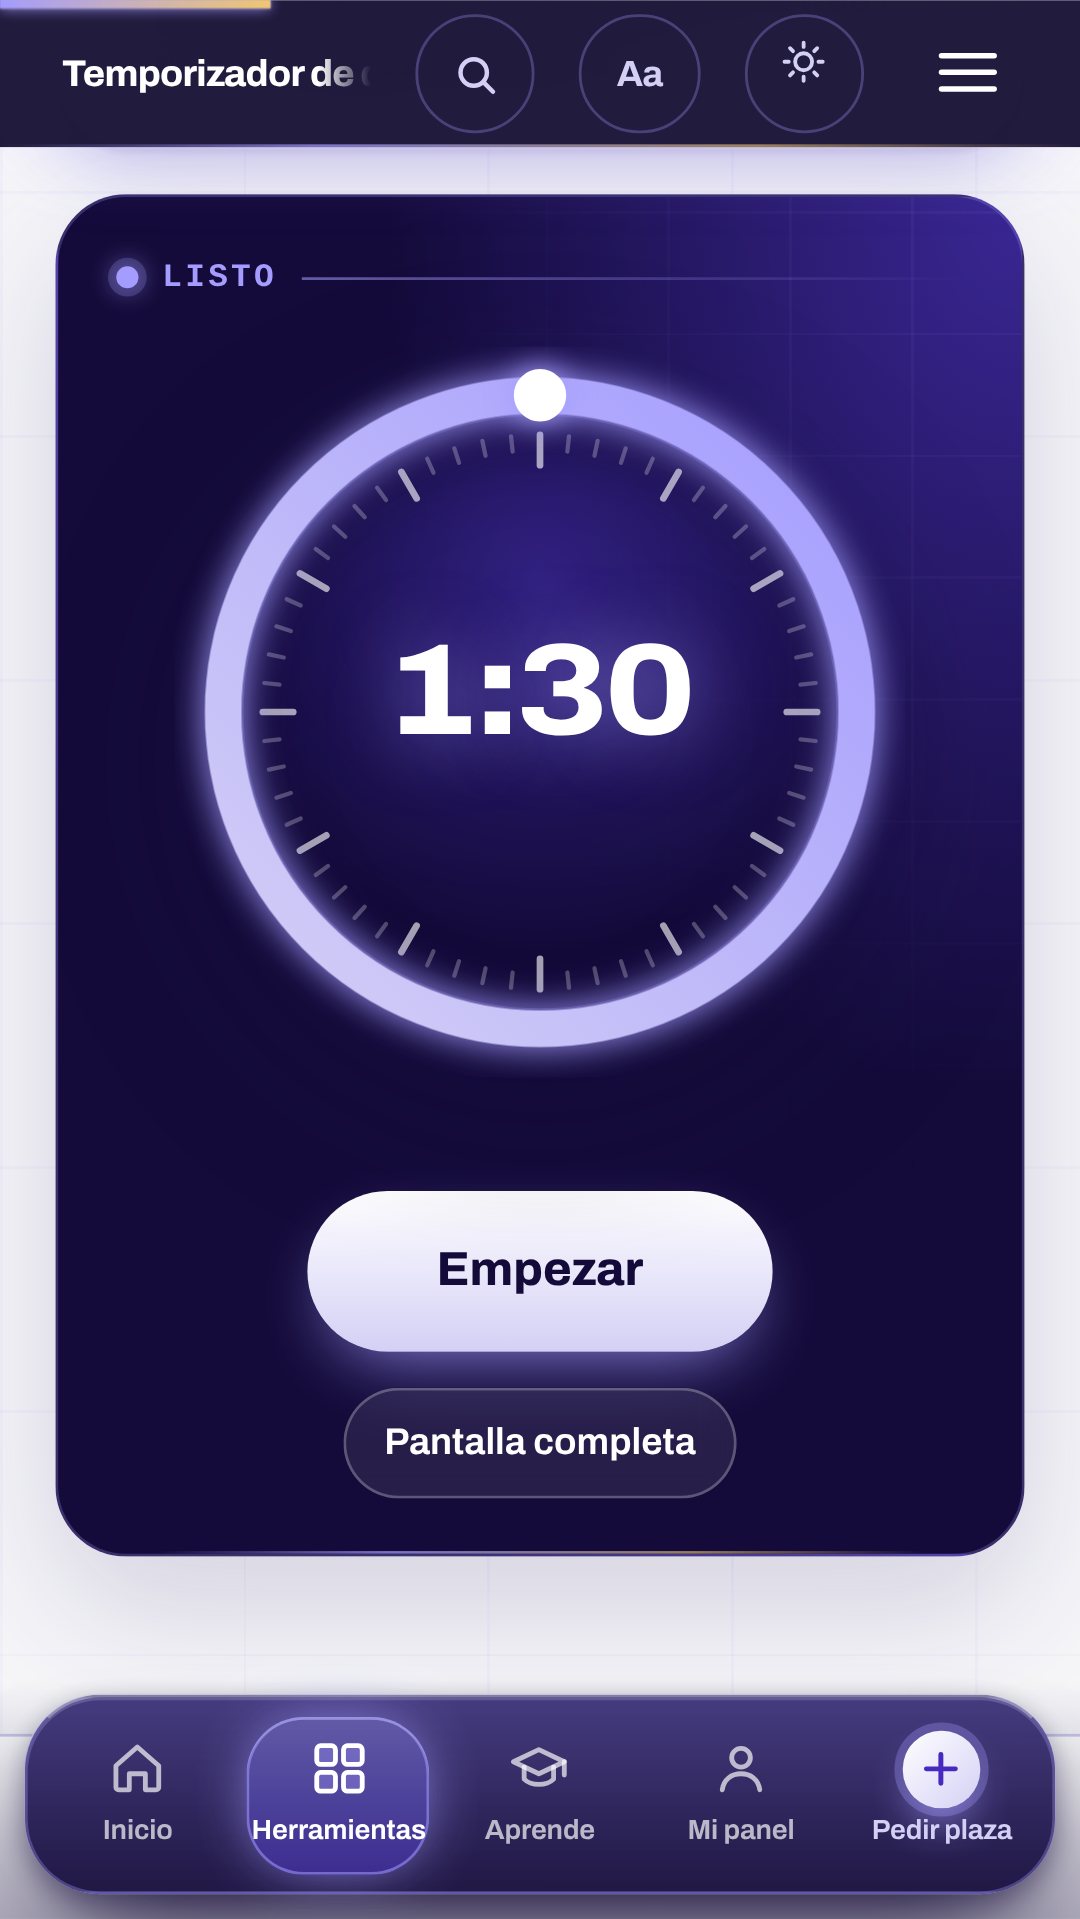 Temporizador de
Aa
LISTO
1:30
Empezar
Pantalla completa
Inicio
Herramientas
Aprende
Mi panel
Pedir plaza